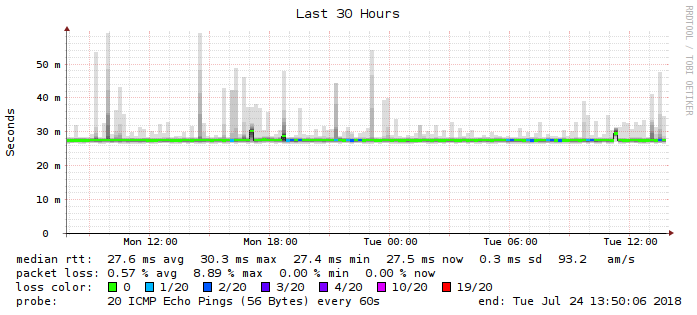 Last 30 Hours
RRDTOOL / TOBI OETIKER
Seconds
50 m
40 m
30 m
20 m
10 m
0
Mon 12:00 Mon 18:00 Tue 00:00 Tue 06:00 Tue 12:00
median rtt: 27.6 ms avg 30.3 ms max 27.4 ms min 27.5 ms now 0.3 ms sd 93.2 am/s
packet loss: 0.57 % avg 8.89 % max 0.00 % min 0.00 % now
loss color: 0 1/20 2/20 3/20 4/20 10/20 19/20
probe: 20 ICMP Echo Pings (56 Bytes) every 60s end: Tue Jul 24 13:50:06 2018